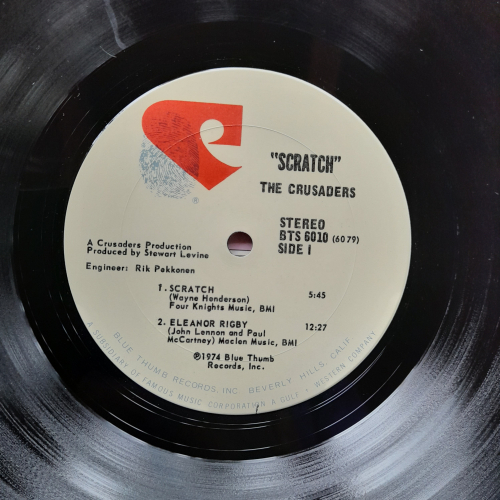 "SCRATCH"
THE CRUSADERS
STEREO
BTS 6010 (6079)
SIDE 1
A Crusaders Production
Produced by Stewart Levine
Engineer: Rik Pekkonen
1. SCRATCH 5:45
(Wayne Henderson)
Four Knights Music, BMI
2. ELEANOR RIGBY 12:27
(John Lennon and Paul
McCartney) Maclen Music, BMI
℗1974 Blue Thumb
Records, Inc.
BLUE THUMB RECORDS, INC. BEVERLY HILLS, CALIF.
A SUBSIDIARY OF FAMOUS MUSIC CORPORATION A GULF + WESTERN COMPANY
®